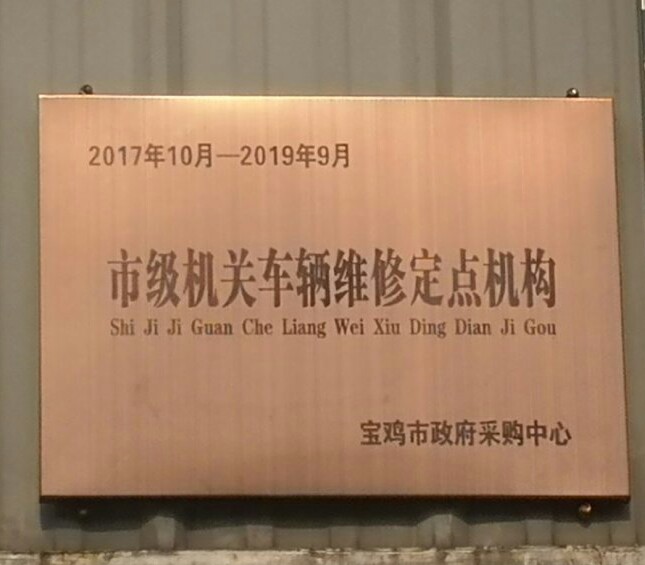 2017年10月—2019年9月
市级机关车辆维修定点机构
Shi Ji Ji Guan Che Liang Wei Xiu Ding Dian Ji Gou
宝鸡市政府采购中心